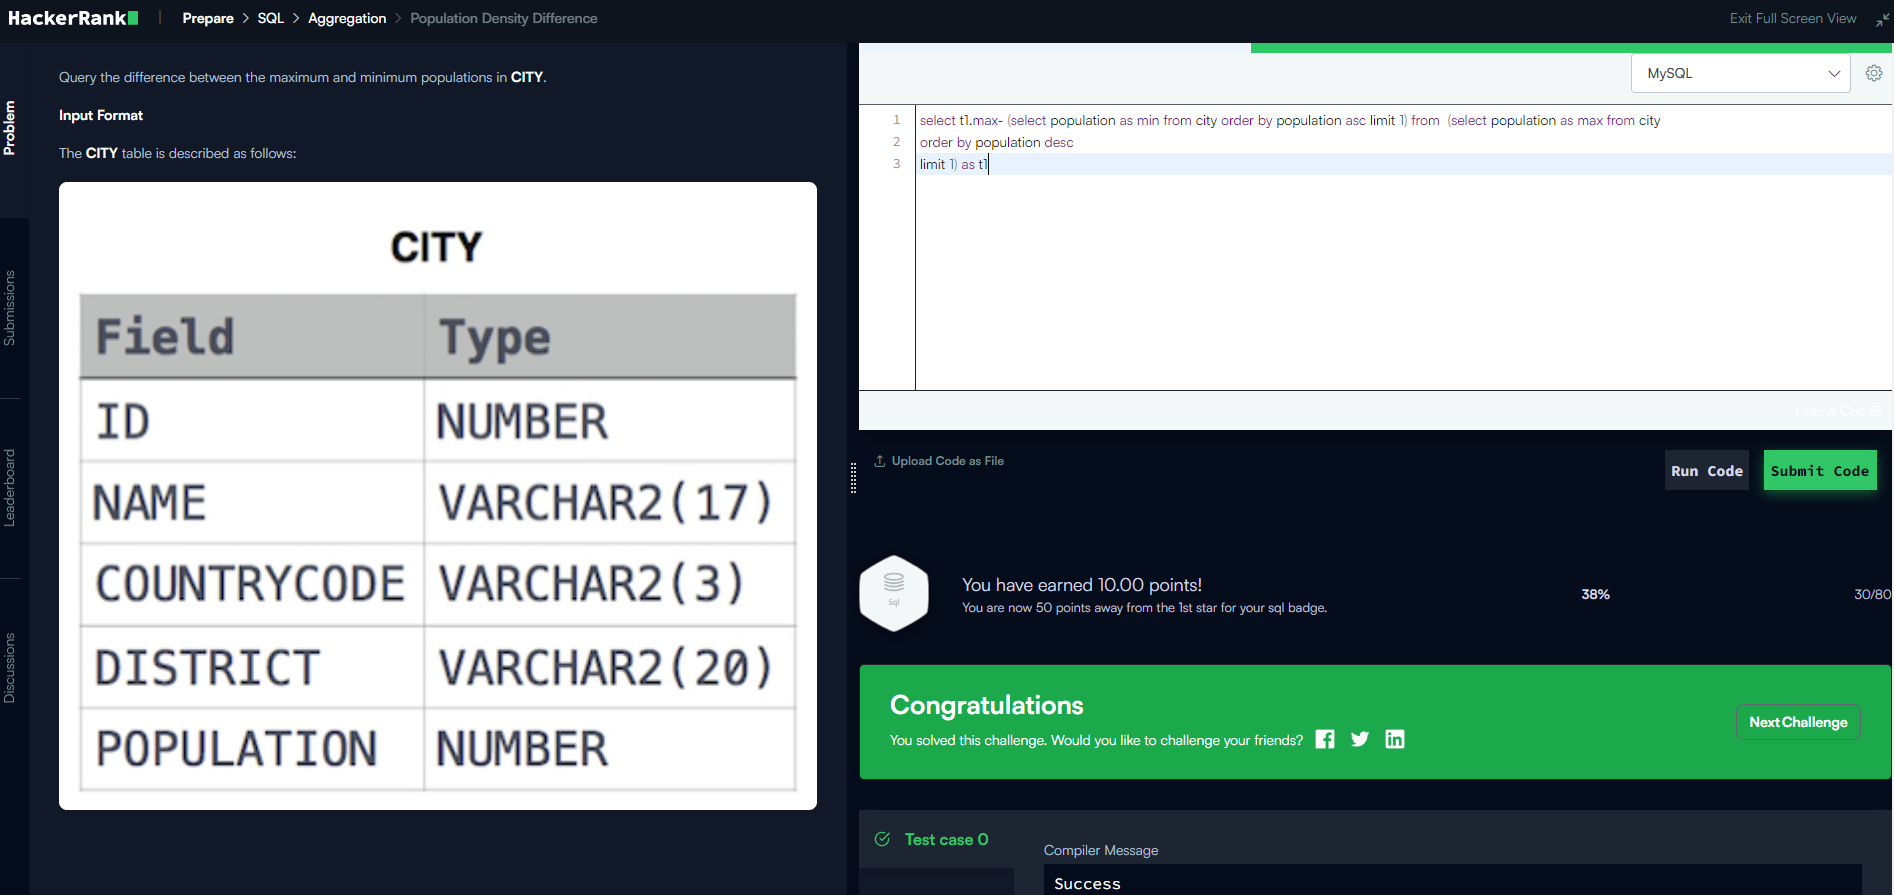 HackerRank
Prepare > SQL > Aggregation > Population Density Difference
Exit Full Screen View
Problem
Submissions
Leaderboard
Discussions
Query the difference between the maximum and minimum populations in CITY.
Input Format
The CITY table is described as follows:
CITY
Field Type
ID NUMBER
NAME VARCHAR2(17)
COUNTRYCODE VARCHAR2(3)
DISTRICT VARCHAR2(20)
POPULATION NUMBER
MySQL
1 select t1.max- (select population as min from city order by population asc limit 1) from  (select population as max from city
2 order by population desc
3 limit 1) as t1
Line: 3 Col: 15
Upload Code as File
Run Code
Submit Code
Sql
You have earned 10.00 points!
You are now 50 points away from the 1st star for your sql badge.
38%
30/80
Congratulations
You solved this challenge. Would you like to challenge your friends?
Next Challenge
Test case 0
Compiler Message
Success